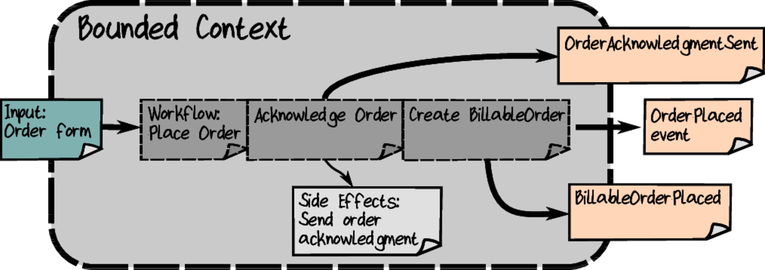 Bounded Context
OrderAcknowledgmentSent
Input:
Order form
Workflow:
Place Order
Acknowledge Order
Create BillableOrder
OrderPlaced
event
Side Effects:
Send order
acknowledgment
BillableOrderPlaced